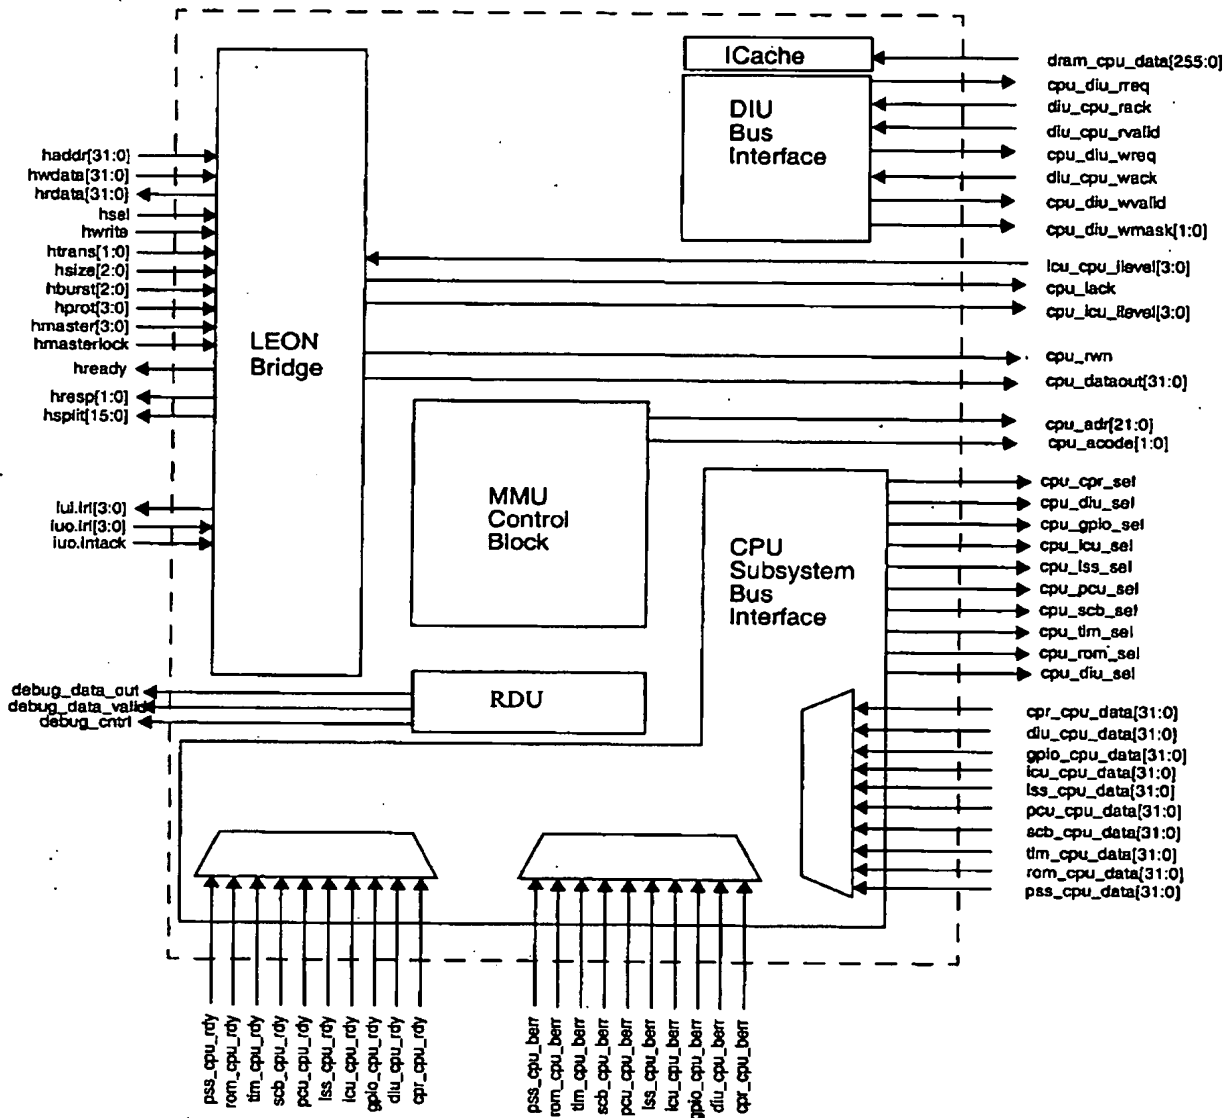 ICache
DIU
Bus
Interface
dram_cpu_data[255:0]
cpu_diu_rreq
diu_cpu_rack
diu_cpu_rvalid
cpu_diu_wreq
diu_cpu_wack
cpu_diu_wvalid
cpu_diu_wmask[1:0]
icu_cpu_ilevel[3:0]
cpu_iack
cpu_icu_ilevel[3:0]
cpu_rwn
cpu_dataout[31:0]
cpu_adr[21:0]
cpu_acode[1:0]
haddr[31:0]
hwdata[31:0]
hrdata[31:0]
hsel
hwrite
htrans[1:0]
hsize[2:0]
hburst[2:0]
hprot[3:0]
hmaster[3:0]
hmasterlock
hready
hresp[1:0]
hsplit[15:0]
iui.irl[3:0]
iuo.irl[3:0]
iuo.intack
LEON
Bridge
MMU
Control
Block
CPU
Subsystem
Bus
Interface
cpu_cpr_sel
cpu_diu_sel
cpu_gpio_sel
cpu_icu_sel
cpu_lss_sel
cpu_pcu_sel
cpu_scb_sel
cpu_tim_sel
cpu_rom_sel
cpu_diu_sel
debug_data_out
debug_data_valid
debug_cntrl
RDU
cpr_cpu_data[31:0]
diu_cpu_data[31:0]
gpio_cpu_data[31:0]
icu_cpu_data[31:0]
lss_cpu_data[31:0]
pcu_cpu_data[31:0]
scb_cpu_data[31:0]
tim_cpu_data[31:0]
rom_cpu_data[31:0]
pss_cpu_data[31:0]
pss_cpu_rdy
rom_cpu_rdy
tim_cpu_rdy
scb_cpu_rdy
pcu_cpu_rdy
lss_cpu_rdy
icu_cpu_rdy
gpio_cpu_rdy
diu_cpu_rdy
cpr_cpu_rdy
pss_cpu_berr
rom_cpu_berr
tim_cpu_berr
scb_cpu_berr
pcu_cpu_berr
lss_cpu_berr
icu_cpu_berr
gpio_cpu_berr
diu_cpu_berr
cpr_cpu_berr